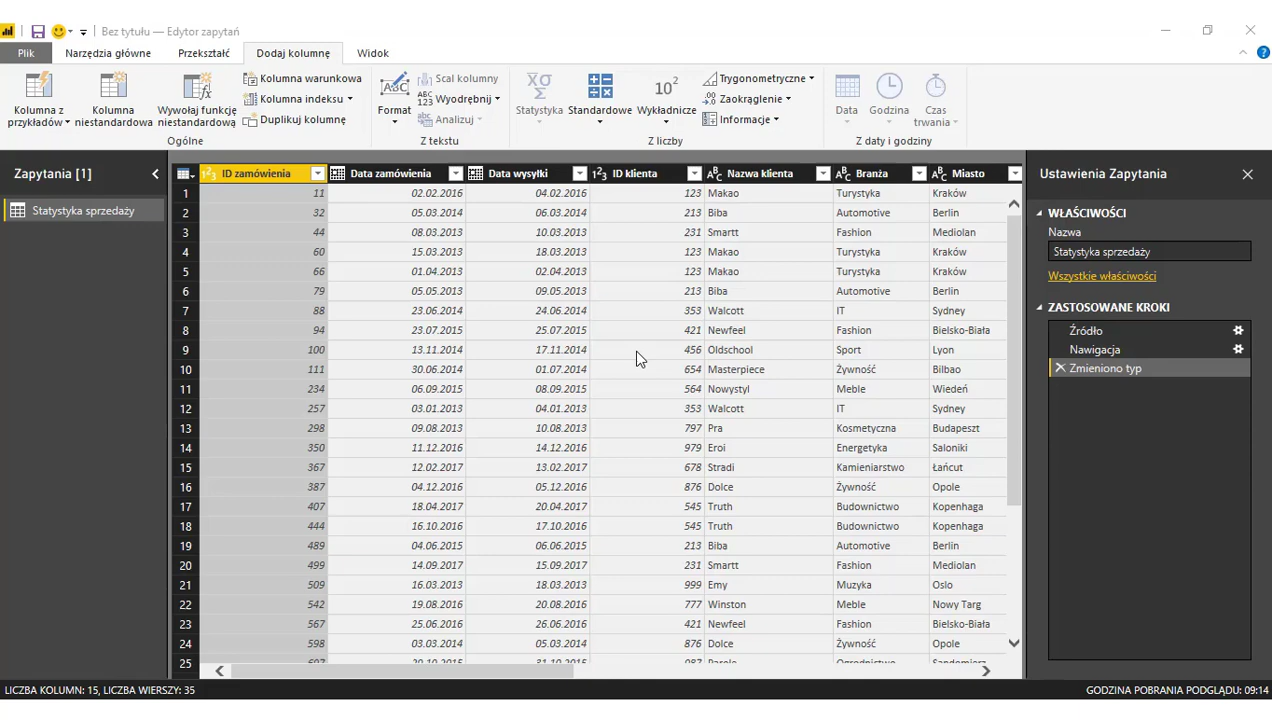 Bez tytułu — Edytor zapytań
Plik Narzędzia główne Przekształć Dodaj kolumnę Widok
Kolumna z przykładów
Kolumna niestandardowa
Wywołaj funkcję niestandardową
Kolumna warunkowa
Kolumna indeksu
Duplikuj kolumnę
Ogólne
Format
Scal kolumny
Wyodrębnij
Analizuj
Z tekstu
Statystyka
Standardowe
Wykładnicze
Trygonometryczne
Zaokrąglenie
Informacje
Z liczby
Data
Godzina
Czas trwania
Z daty i godziny
Zapytania [1]
Statystyka sprzedaży
ID zamówienia Data zamówienia Data wysyłki ID klienta Nazwa klienta Branża Miasto
1 11 02.02.2016 04.02.2016 123 Makao Turystyka Kraków
2 32 05.03.2014 06.03.2014 213 Biba Automotive Berlin
3 44 08.03.2013 10.03.2013 231 Smartt Fashion Mediolan
4 60 15.03.2013 18.03.2013 123 Makao Turystyka Kraków
5 66 01.04.2013 02.04.2013 123 Makao Turystyka Kraków
6 79 05.05.2013 09.05.2013 213 Biba Automotive Berlin
7 88 23.06.2014 24.06.2014 353 Walcott IT Sydney
8 94 23.07.2015 25.07.2015 421 Newfeel Fashion Bielsko-Biała
9 100 13.11.2014 17.11.2014 456 Oldschool Sport Lyon
10 111 30.06.2014 01.07.2014 654 Masterpiece Żywność Bilbao
11 234 06.09.2015 08.09.2015 564 Nowystyl Meble Wiedeń
12 257 03.01.2013 04.01.2013 353 Walcott IT Sydney
13 298 09.08.2013 10.08.2013 797 Pra Kosmetyczna Budapeszt
14 350 11.12.2016 14.12.2016 979 Eroi Energetyka Saloniki
15 367 12.02.2017 13.02.2017 678 Stradi Kamieniarstwo Łańcut
16 387 04.12.2016 05.12.2016 876 Dolce Żywność Opole
17 407 18.04.2017 20.04.2017 545 Truth Budownictwo Kopenhaga
18 444 16.10.2016 17.10.2016 545 Truth Budownictwo Kopenhaga
19 489 04.06.2015 06.06.2015 213 Biba Automotive Berlin
20 499 14.09.2017 15.09.2017 231 Smartt Fashion Mediolan
21 509 16.03.2013 18.03.2013 999 Emy Muzyka Oslo
22 542 19.08.2016 20.08.2016 777 Winston Meble Nowy Targ
23 567 25.06.2016 26.06.2016 421 Newfeel Fashion Bielsko-Biała
24 598 03.03.2014 05.03.2014 876 Dolce Żywność Opole
25
Ustawienia Zapytania
WŁAŚCIWOŚCI
Nazwa
Statystyka sprzedaży
Wszystkie właściwości
ZASTOSOWANE KROKI
Źródło
Nawigacja
Zmieniono typ
LICZBA KOLUMN: 15, LICZBA WIERSZY: 35 GODZINA POBRANIA PODGLĄDU: 09:14